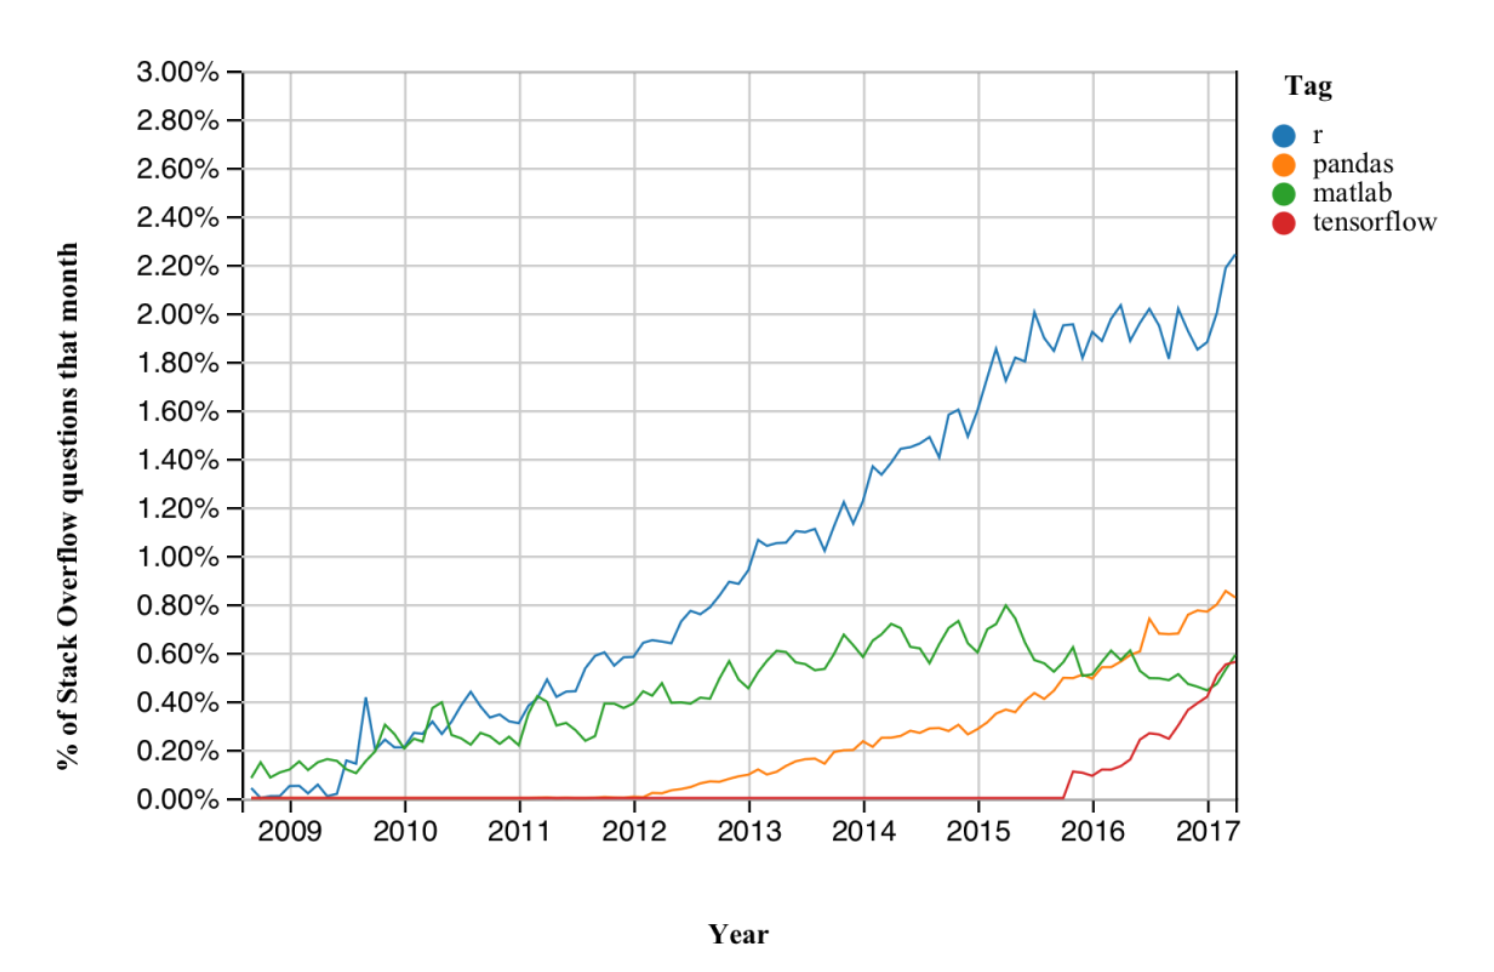 3.00%
2.80%
2.60%
2.40%
2.20%
2.00%
1.80%
1.60%
1.40%
1.20%
1.00%
0.80%
0.60%
0.40%
0.20%
0.00%
% of Stack Overflow questions that month
2009 2010 2011 2012 2013 2014 2015 2016 2017
Year
Tag
r
pandas
matlab
tensorflow